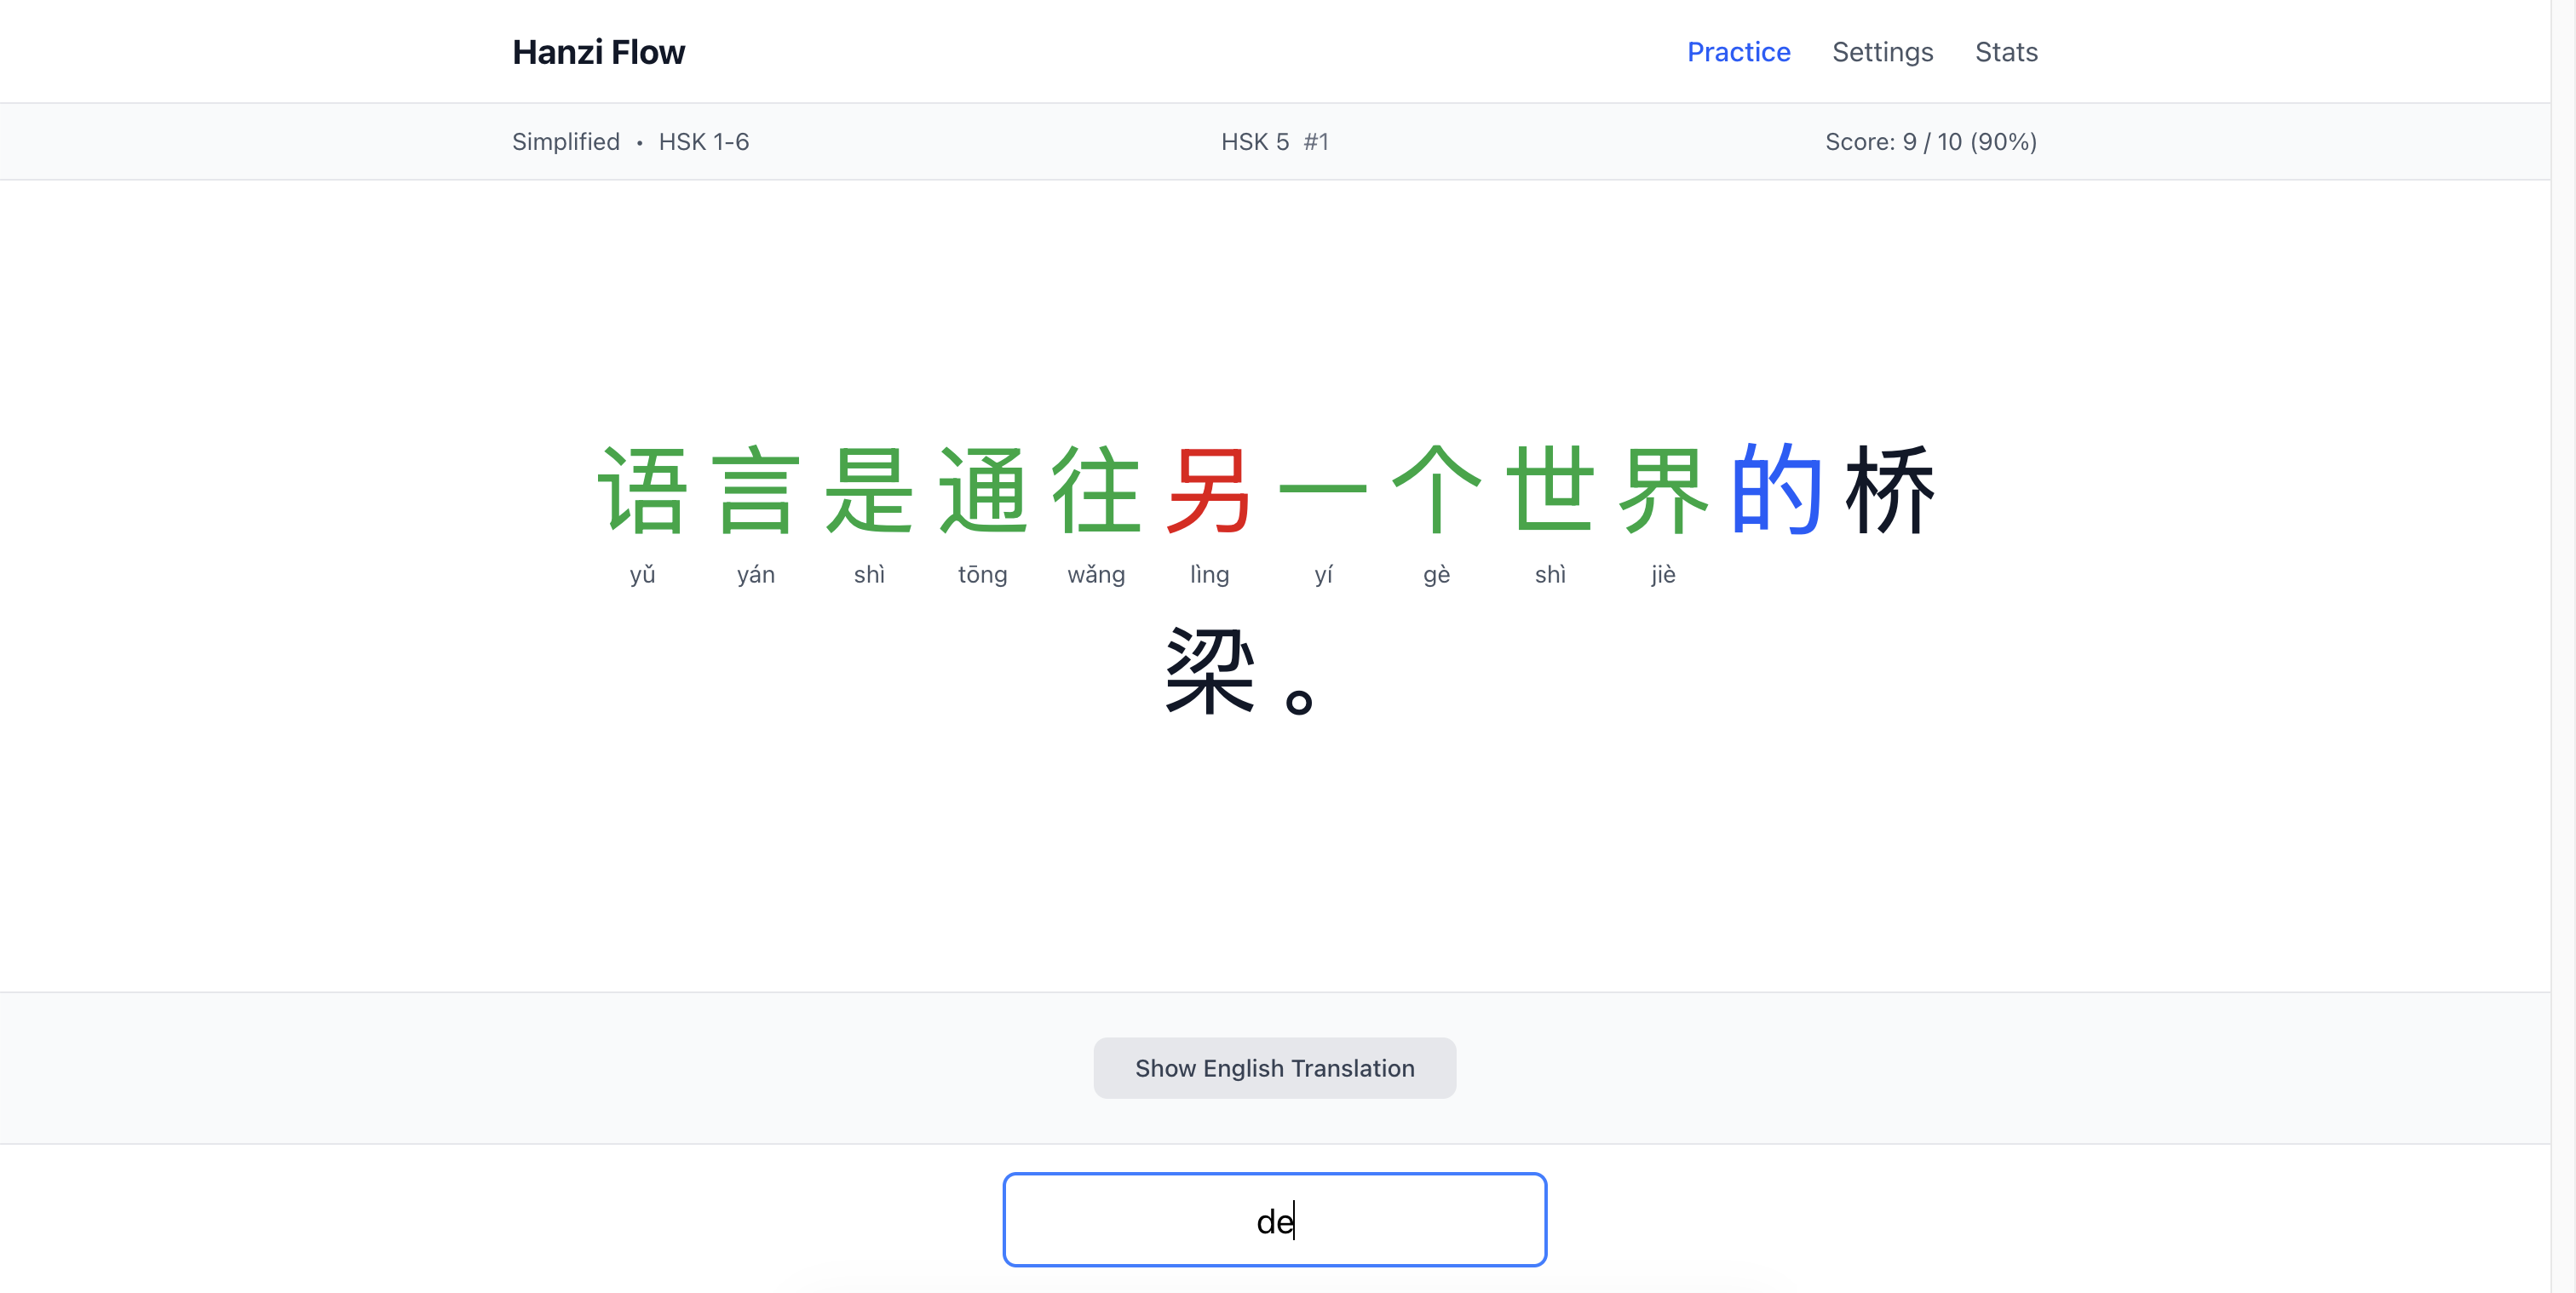 Hanzi Flow
Practice Settings Stats
Simplified • HSK 1-6
HSK 5 #1
Score: 9 / 10 (90%)
语言是通往另一个世界的桥
yǔ yán shì tōng wǎng lìng yí gè shì jiè
梁。
Show English Translation
de